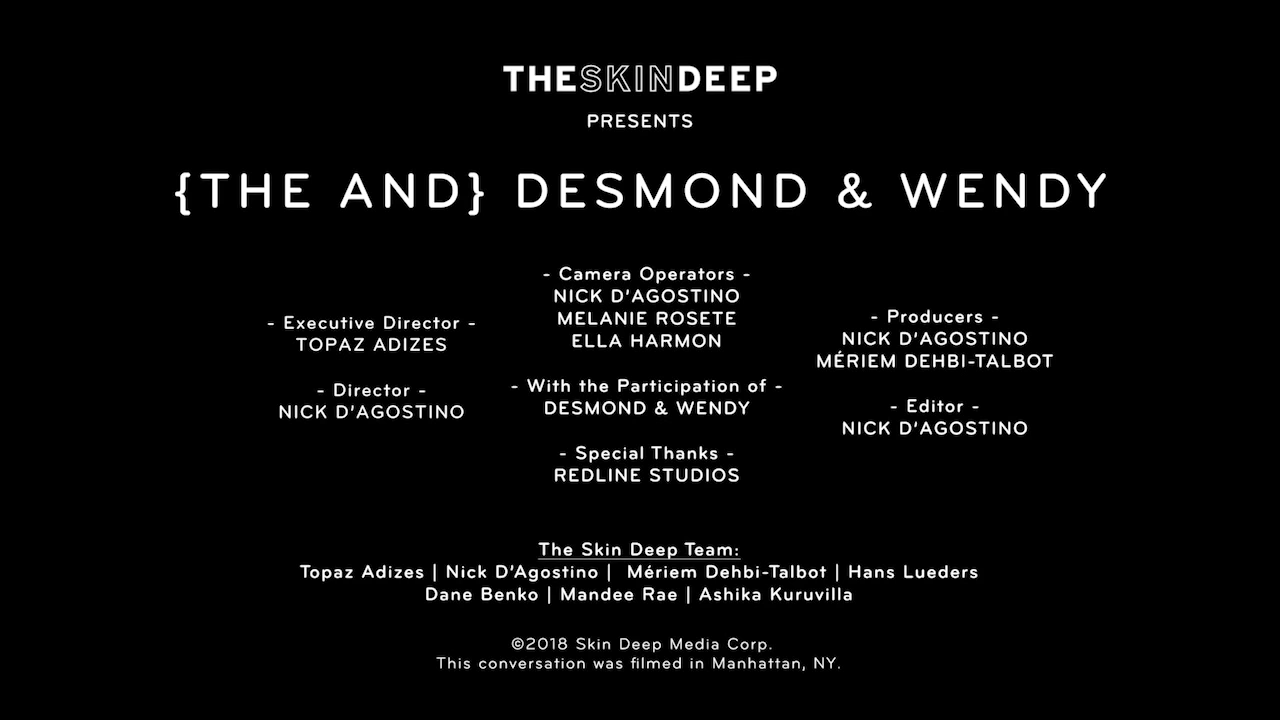 THESKINDEEP
PRESENTS
{THE AND} DESMOND & WENDY
- Executive Director -
TOPAZ ADIZES
- Director -
NICK D'AGOSTINO
- Camera Operators -
NICK D'AGOSTINO
MELANIE ROSETE
ELLA HARMON
- With the Participation of -
DESMOND & WENDY
- Special Thanks -
REDLINE STUDIOS
- Producers -
NICK D'AGOSTINO
MÉRIEM DEHBI-TALBOT
- Editor -
NICK D'AGOSTINO
The Skin Deep Team:
Topaz Adizes | Nick D'Agostino | Mériem Dehbi-Talbot | Hans Lueders
Dane Benko | Mandee Rae | Ashika Kuruvilla
©2018 Skin Deep Media Corp.
This conversation was filmed in Manhattan, NY.